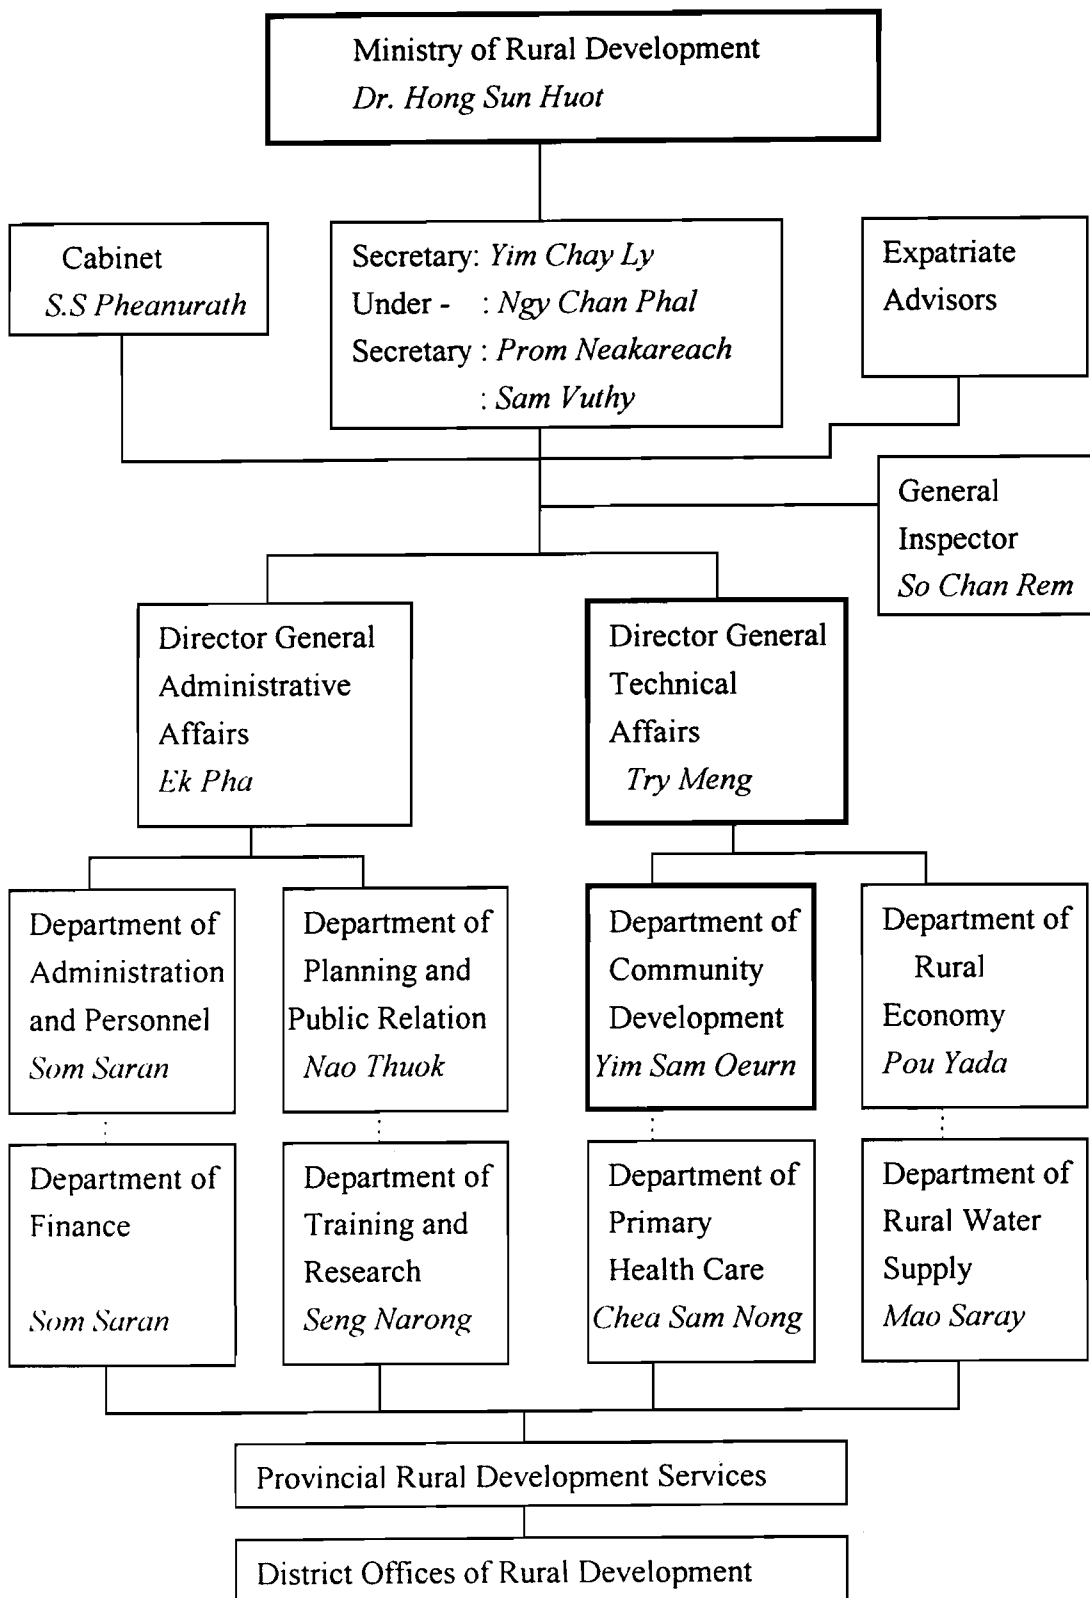 Ministry of Rural Development
Dr. Hong Sun Huot
Cabinet
S.S Pheanurath
Secretary: Yim Chay Ly
Under - : Ngy Chan Phal
Secretary : Prom Neakareach
: Sam Vuthy
Expatriate
Advisors
General
Inspector
So Chan Rem
Director General
Administrative
Affairs
Ek Pha
Director General
Technical
Affairs
Try Meng
Department of
Administration
and Personnel
Som Saran
Department of
Planning and
Public Relation
Nao Thuok
Department of
Community
Development
Yim Sam Oeurn
Department of
Rural
Economy
Pou Yada
Department of
Finance
Som Saran
Department of
Training and
Research
Seng Narong
Department of
Primary
Health Care
Chea Sam Nong
Department of
Rural Water
Supply
Mao Saray
Provincial Rural Development Services
District Offices of Rural Development